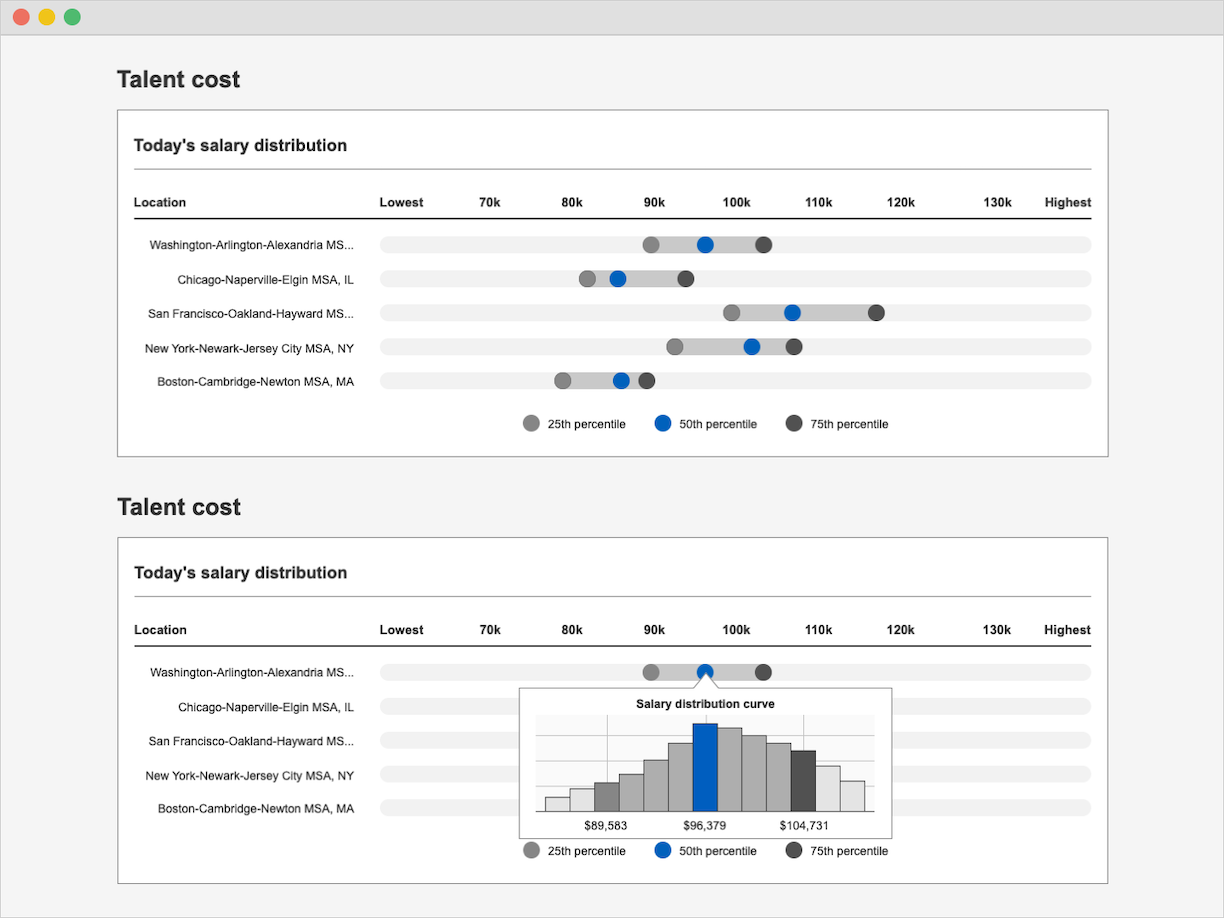 Talent cost
Today's salary distribution
Location Lowest 70k 80k 90k 100k 110k 120k 130k Highest
Washington-Arlington-Alexandria MS...
Chicago-Naperville-Elgin MSA, IL
San Francisco-Oakland-Hayward MS...
New York-Newark-Jersey City MSA, NY
Boston-Cambridge-Newton MSA, MA
25th percentile 50th percentile 75th percentile
Talent cost
Today's salary distribution
Location Lowest 70k 80k 90k 100k 110k 120k 130k Highest
Washington-Arlington-Alexandria MS...
Salary distribution curve
Chicago-Naperville-Elgin MSA, IL
San Francisco-Oakland-Hayward MS...
New York-Newark-Jersey City MSA, NY
Boston-Cambridge-Newton MSA, MA
$89,583 $96,379 $104,731
25th percentile 50th percentile 75th percentile